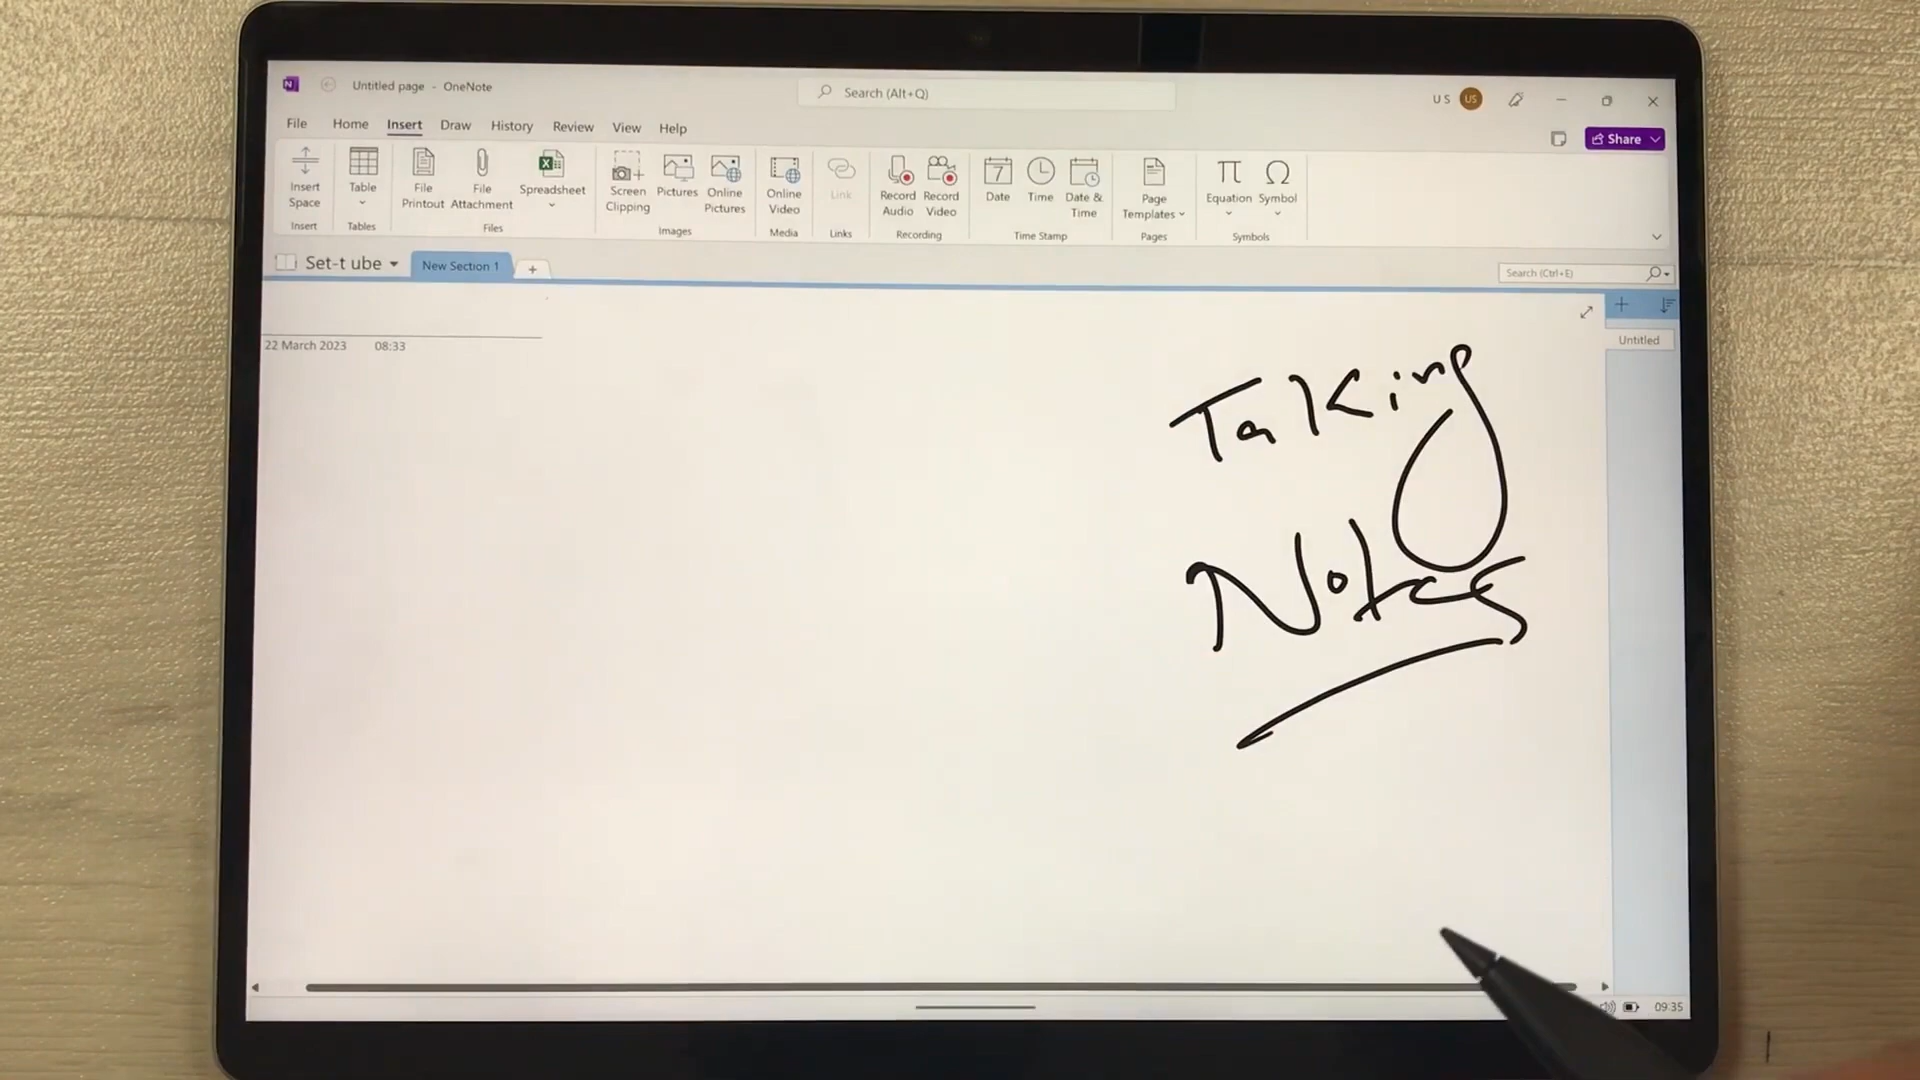 Untitled page - OneNote
Search (Alt+Q)
U S US
File Home Insert Draw History Review View Help
Share
Insert Space
Table
File Printout
File Attachment
Spreadsheet
Screen Clipping
Pictures
Online Pictures
Online Video
Link
Record Audio
Record Video
7
Date
Time
Date & Time
Page Templates
π
Equation
Ω
Symbol
Insert Tables Files Images Media Links Recording Time Stamp Pages Symbols
Set-t ube New Section 1 +
Search (Ctrl+E)
22 March 2023 08:33
Untitled
Taking
Notes
09:35